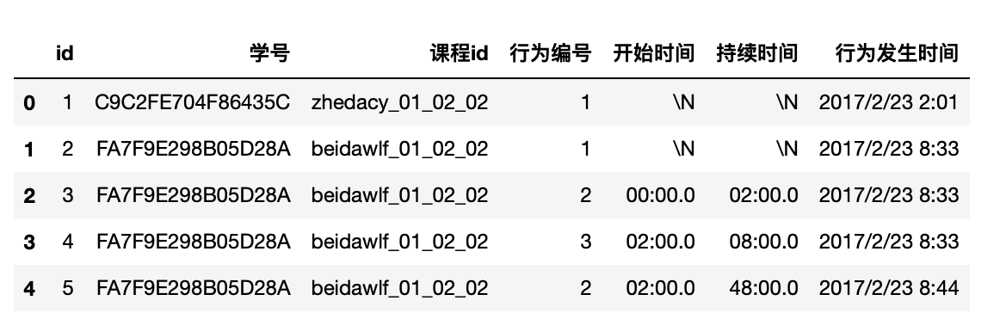 id 学号 课程id 行为编号 开始时间 持续时间 行为发生时间
0 1 C9C2FE704F86435C zhedacy_01_02_02 1 \N \N 2017/2/23 2:01
1 2 FA7F9E298B05D28A beidawlf_01_02_02 1 \N \N 2017/2/23 8:33
2 3 FA7F9E298B05D28A beidawlf_01_02_02 2 00:00.0 02:00.0 2017/2/23 8:33
3 4 FA7F9E298B05D28A beidawlf_01_02_02 3 02:00.0 08:00.0 2017/2/23 8:33
4 5 FA7F9E298B05D28A beidawlf_01_02_02 2 02:00.0 48:00.0 2017/2/23 8:44